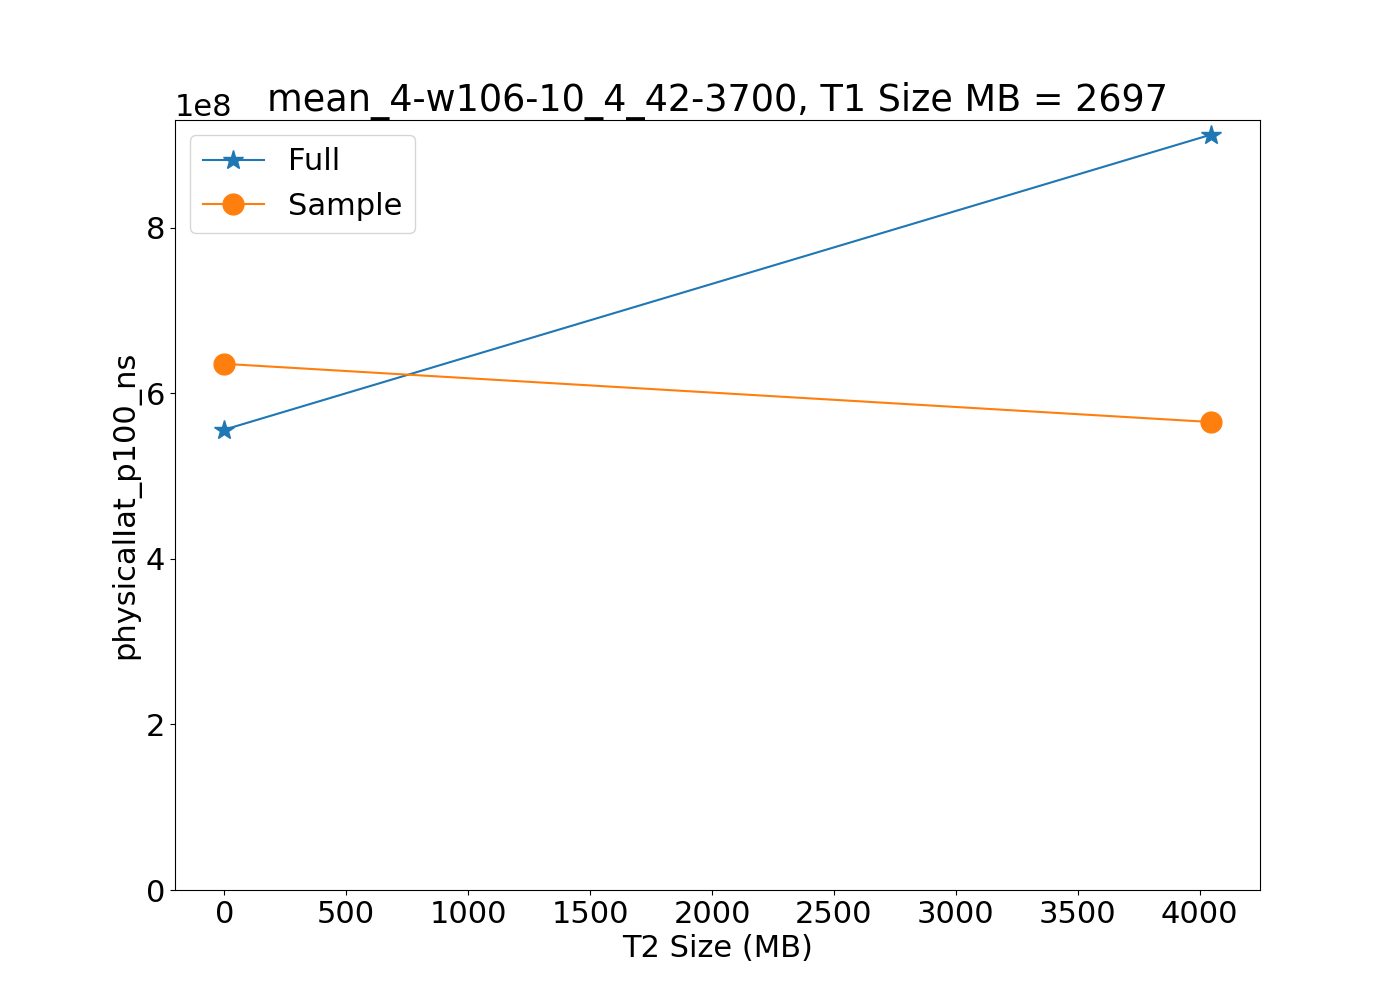 1e8
mean_4-w106-10_4_42-3700, T1 Size MB = 2697
Full
Sample
physicallat_p100_ns
8
6
4
2
0
0 500 1000 1500 2000 2500 3000 3500 4000
T2 Size (MB)